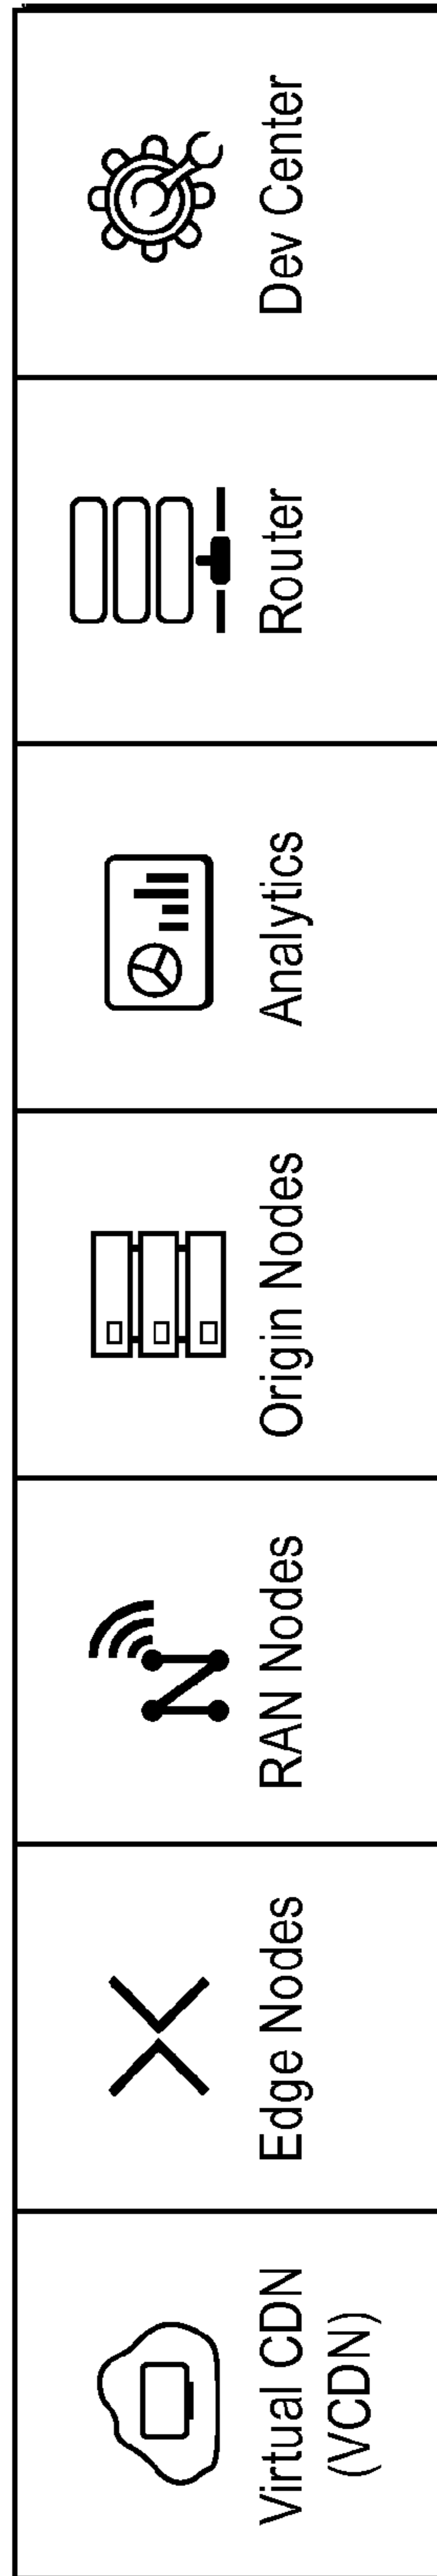 Virtual CDN
(VCDN)
Edge Nodes
RAN Nodes
Origin Nodes
Analytics
Router
Dev Center